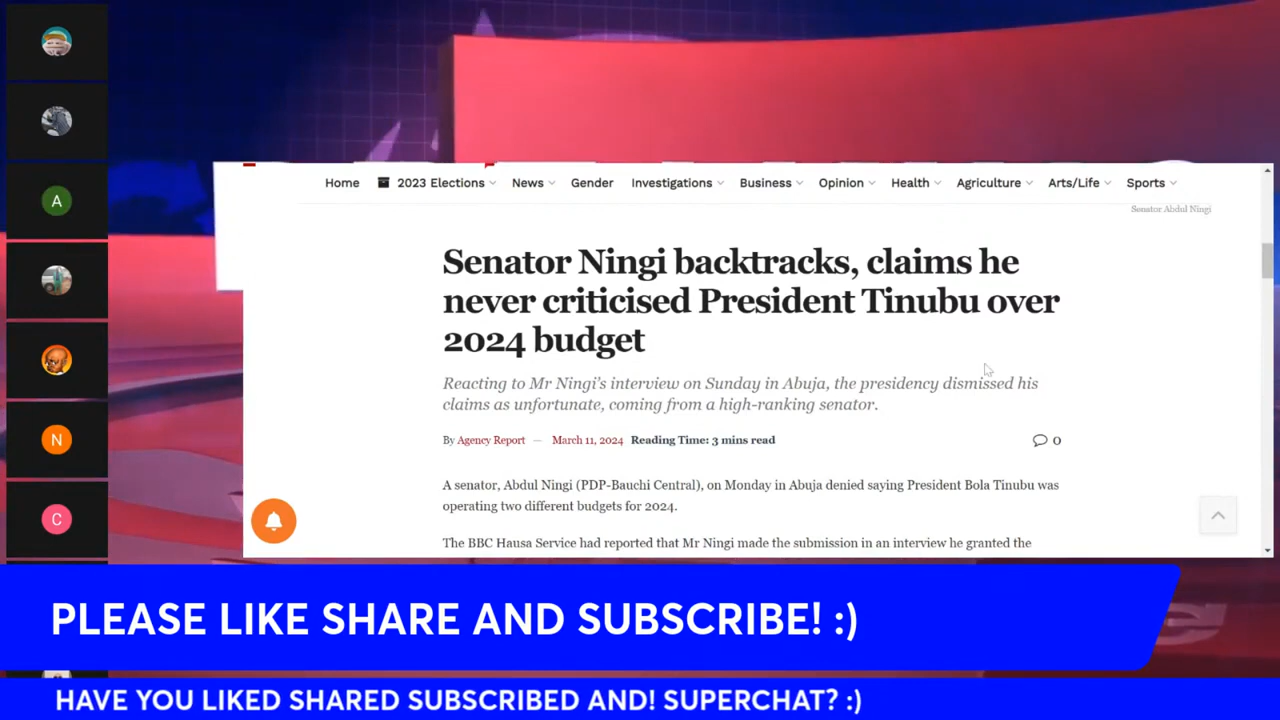 Home 2023 Elections News Gender Investigations Business Opinion Health Agriculture Arts/Life Sports
Senator Abdul Ningi
Senator Ningi backtracks, claims he
never criticised President Tinubu over
2024 budget
Reacting to Mr Ningi's interview on Sunday in Abuja, the presidency dismissed his
claims as unfortunate, coming from a high-ranking senator.
By Agency Report — March 11, 2024 Reading Time: 3 mins read 0
A senator, Abdul Ningi (PDP-Bauchi Central), on Monday in Abuja denied saying President Bola Tinubu was
operating two different budgets for 2024.
The BBC Hausa Service had reported that Mr Ningi made the submission in an interview he granted the
A
N
C
PLEASE LIKE SHARE AND SUBSCRIBE! :)
HAVE YOU LIKED SHARED SUBSCRIBED AND! SUPERCHAT? :)